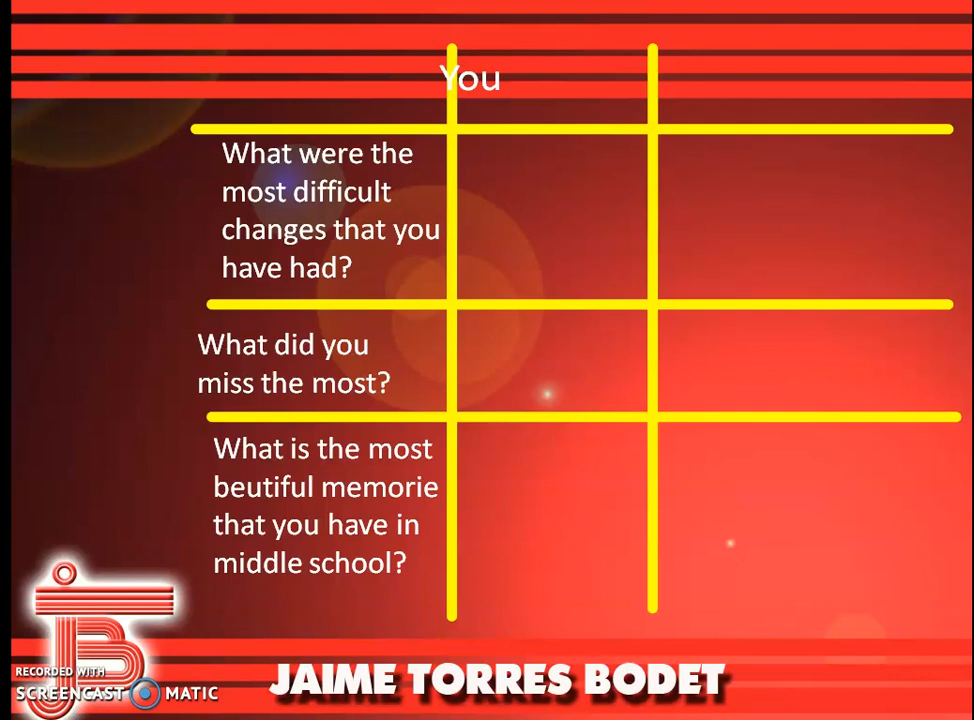 You
What were the
most difficult
changes that you
have had?
What did you
miss the most?
What is the most
beutiful memorie
that you have in
middle school?
JTB
RECORDED WITH
SCREENCAST MATIC
JAIME TORRES BODET